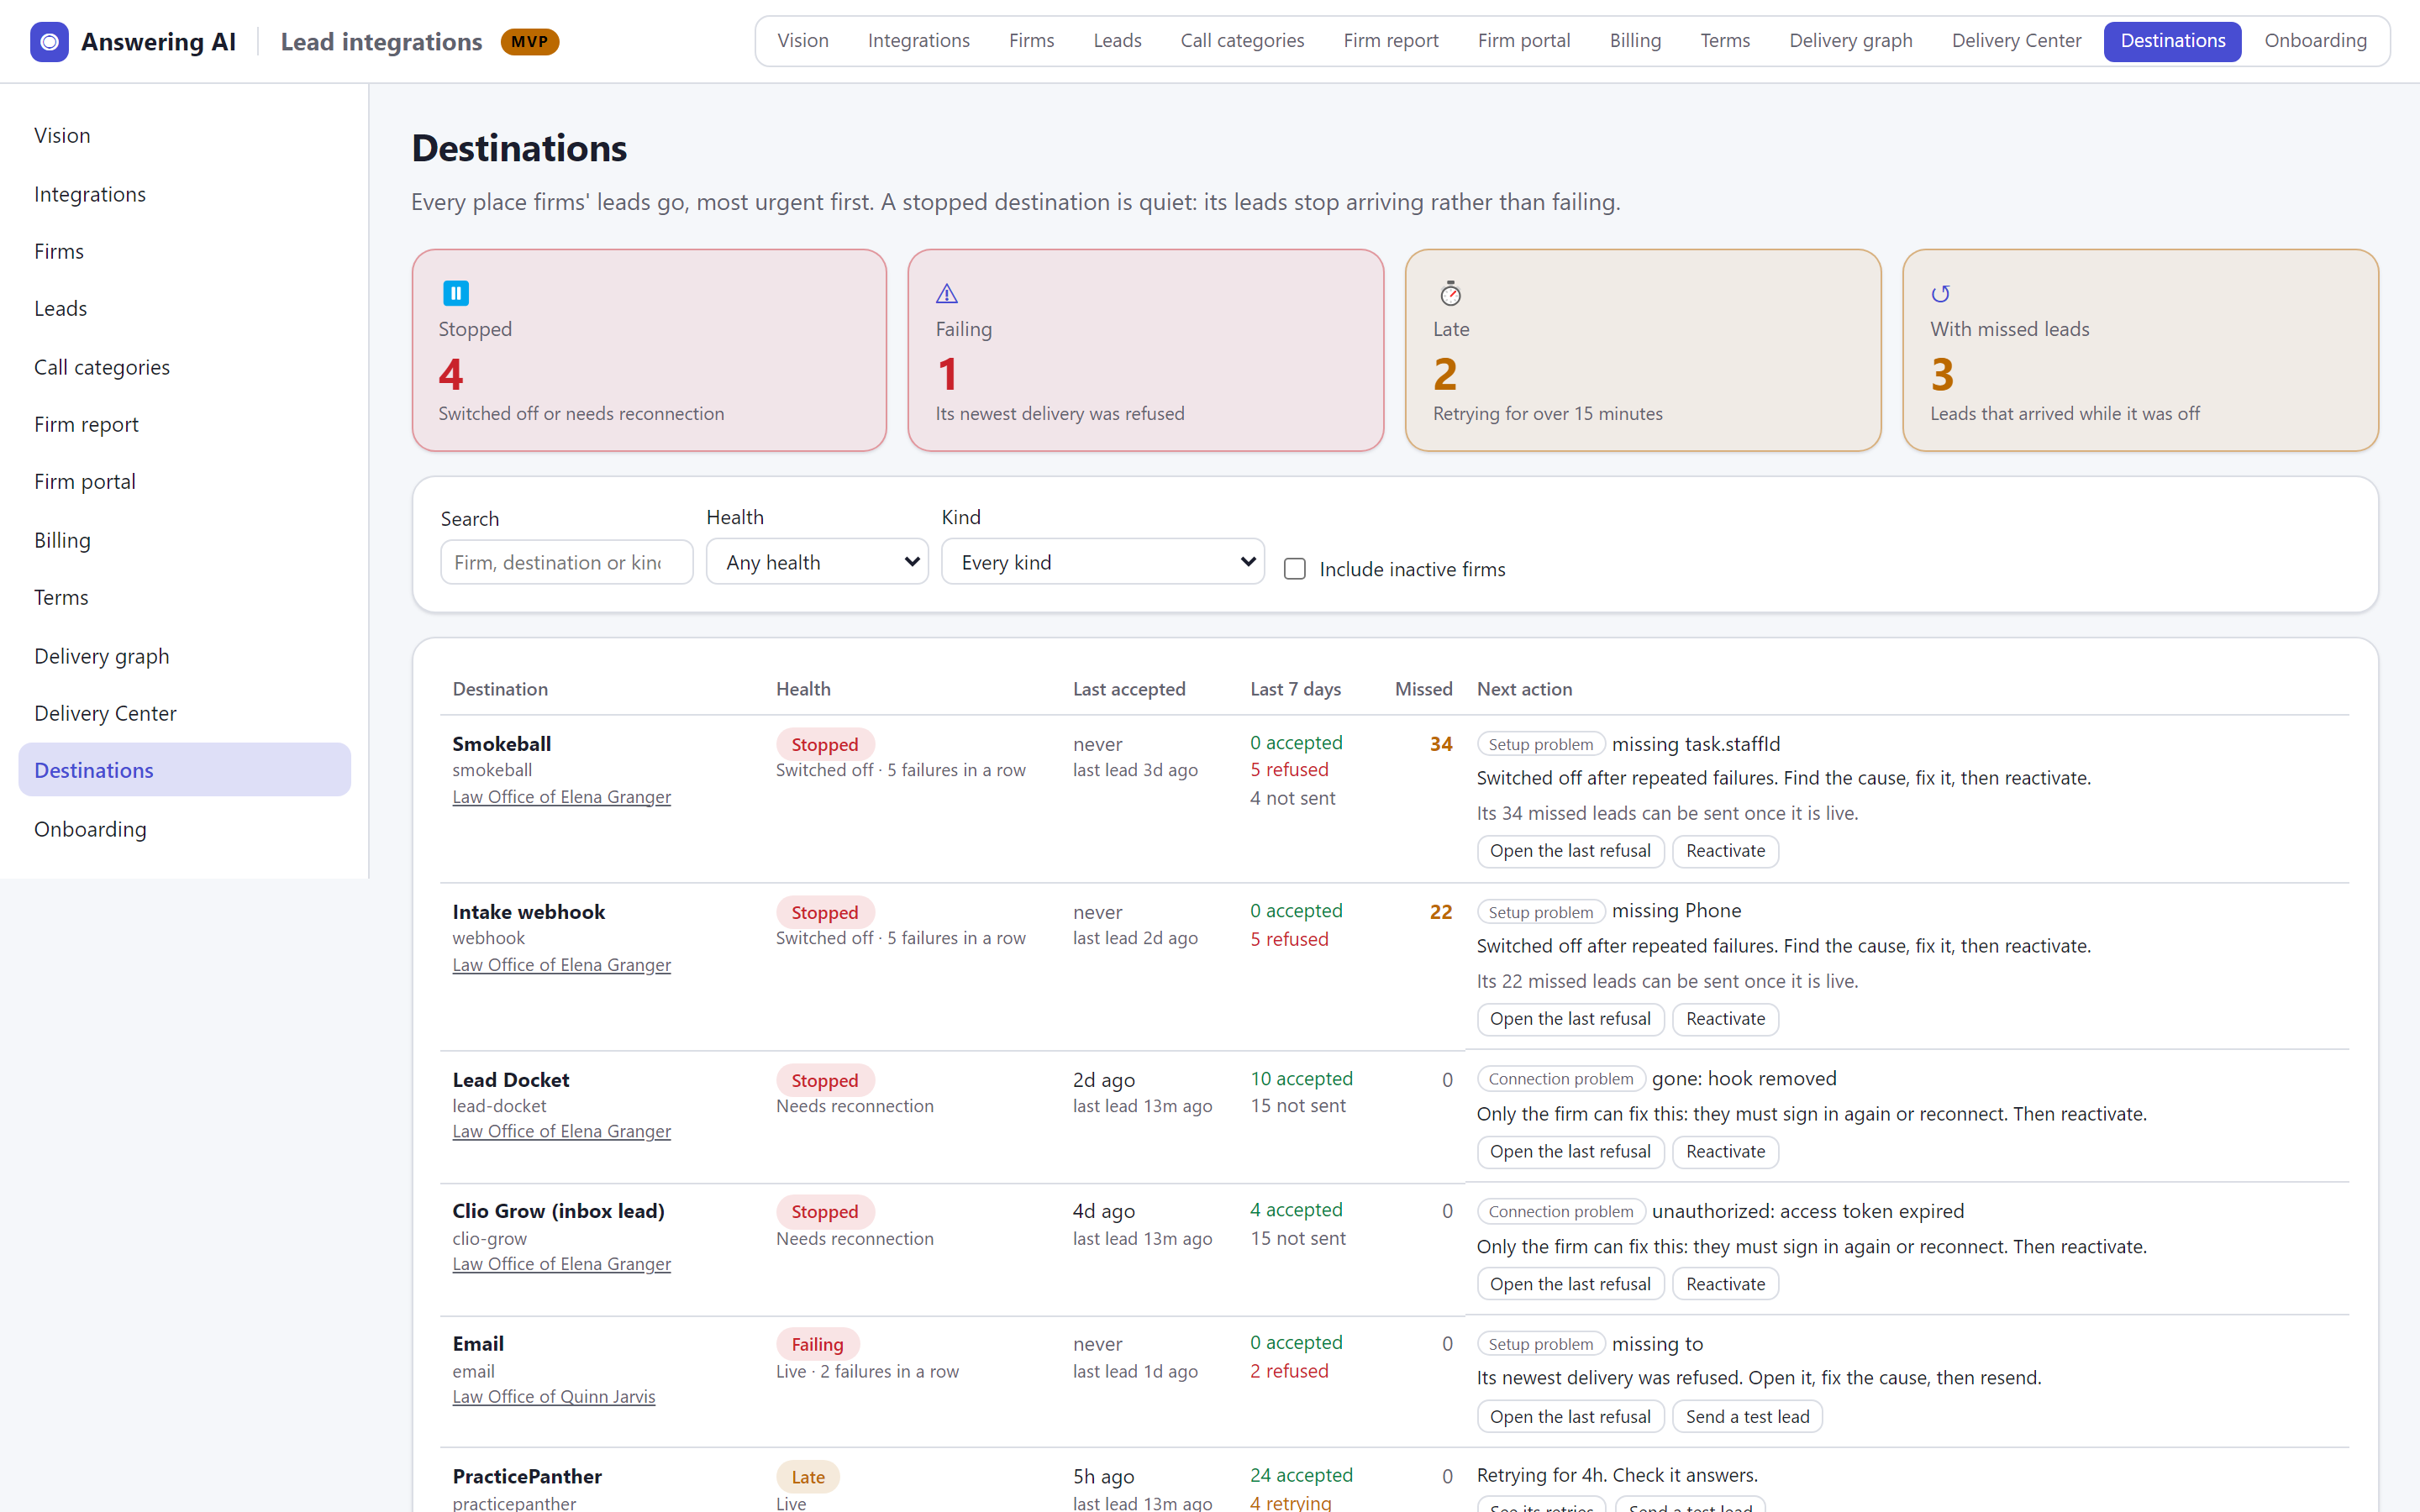 Answering AI
Lead integrations
MVP
Vision
Integrations
Firms
Leads
Call categories
Firm report
Firm portal
Billing
Terms
Delivery graph
Delivery Center
Destinations
Onboarding
Vision
Integrations
Firms
Leads
Call categories
Firm report
Firm portal
Billing
Terms
Delivery graph
Delivery Center
Destinations
Onboarding
Destinations
Every place firms' leads go, most urgent first. A stopped destination is quiet: its leads stop arriving rather than failing.
Stopped
4
Switched off or needs reconnection
Failing
1
Its newest delivery was refused
Late
2
Retrying for over 15 minutes
With missed leads
3
Leads that arrived while it was off
Search
Firm, destination or kind
Health
Any health
Kind
Every kind
Include inactive firms
Destination Health Last accepted Last 7 days Missed Next action
Smokeball
smokeball
Law Office of Elena Granger
Stopped
Switched off · 5 failures in a row
never
last lead 3d ago
0 accepted
5 refused
4 not sent
34
Setup problem missing task.staffId
Switched off after repeated failures. Find the cause, fix it, then reactivate.
Its 34 missed leads can be sent once it is live.
Open the last refusal Reactivate
Intake webhook
webhook
Law Office of Elena Granger
Stopped
Switched off · 5 failures in a row
never
last lead 2d ago
0 accepted
5 refused
22
Setup problem missing Phone
Switched off after repeated failures. Find the cause, fix it, then reactivate.
Its 22 missed leads can be sent once it is live.
Open the last refusal Reactivate
Lead Docket
lead-docket
Law Office of Elena Granger
Stopped
Needs reconnection
2d ago
last lead 13m ago
10 accepted
15 not sent
0
Connection problem gone: hook removed
Only the firm can fix this: they must sign in again or reconnect. Then reactivate.
Open the last refusal Reactivate
Clio Grow (inbox lead)
clio-grow
Law Office of Elena Granger
Stopped
Needs reconnection
4d ago
last lead 13m ago
4 accepted
15 not sent
0
Connection problem unauthorized: access token expired
Only the firm can fix this: they must sign in again or reconnect. Then reactivate.
Open the last refusal Reactivate
Email
email
Law Office of Quinn Jarvis
Failing
Live · 2 failures in a row
never
last lead 1d ago
0 accepted
2 refused
0
Setup problem missing to
Its newest delivery was refused. Open it, fix the cause, then resend.
Open the last refusal Send a test lead
PracticePanther
practicepanther
Late
Live
5h ago
last lead 13m ago
24 accepted
4 retrying
0
Retrying for 4h. Check it answers.
See its retries Send a test lead